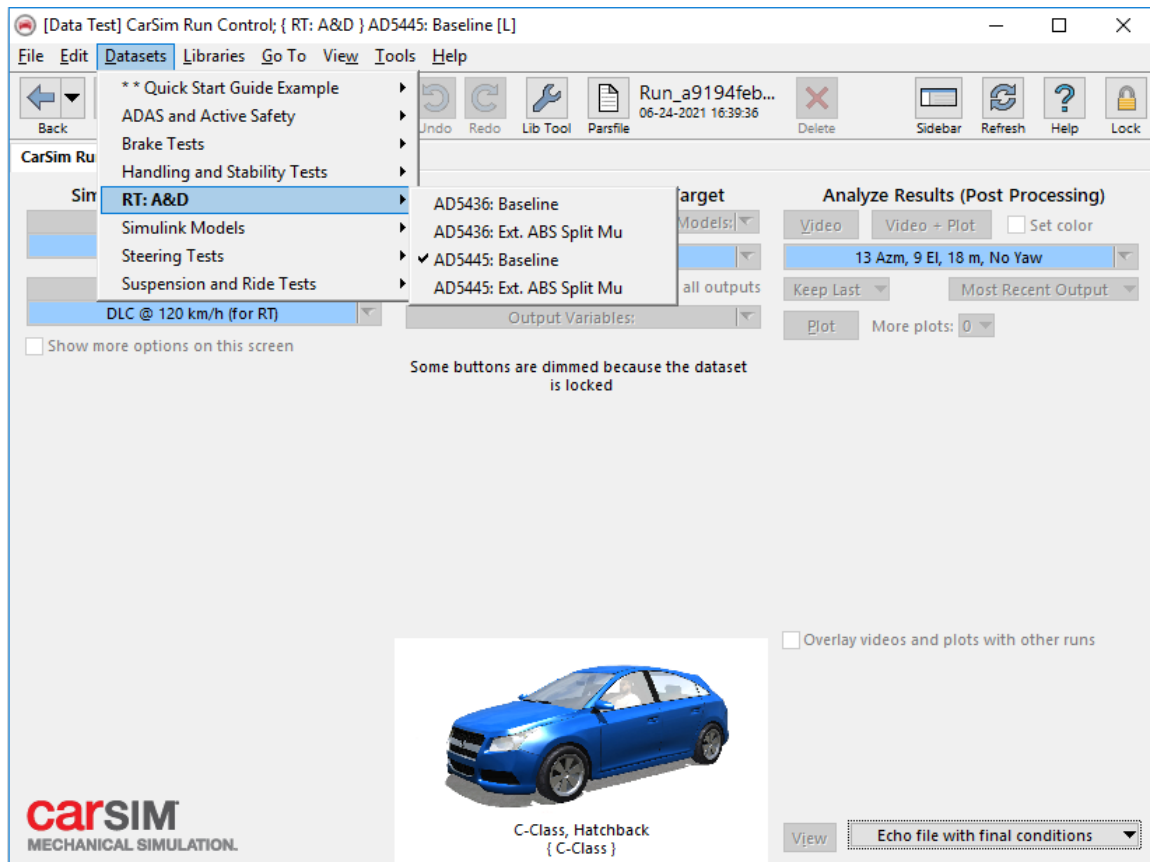 [Data Test] CarSim Run Control; { RT: A&D } AD5445: Baseline [L]
File Edit Datasets Libraries Go To View Tools Help
Back
Undo Redo Lib Tool Parsfile
Run_a9194feb...
06-24-2021 16:39:36
Delete Sidebar Refresh Help Lock
* * Quick Start Guide Example
ADAS and Active Safety
Brake Tests
Handling and Stability Tests
RT: A&D
Simulink Models
Steering Tests
Suspension and Ride Tests
AD5436: Baseline
AD5436: Ext. ABS Split Mu
AD5445: Baseline
AD5445: Ext. ABS Split Mu
CarSim Ru
Sim
DLC @ 120 km/h (for RT)
Show more options on this screen
Models:
all outputs
Output Variables:
Some buttons are dimmed because the dataset
is locked
Analyze Results (Post Processing)
Video Video + Plot Set color
13 Azm, 9 El, 18 m, No Yaw
Keep Last Most Recent Output
Plot More plots: 0
Overlay videos and plots with other runs
C-Class, Hatchback
{ C-Class }
carSIM
MECHANICAL SIMULATION.
View Echo file with final conditions